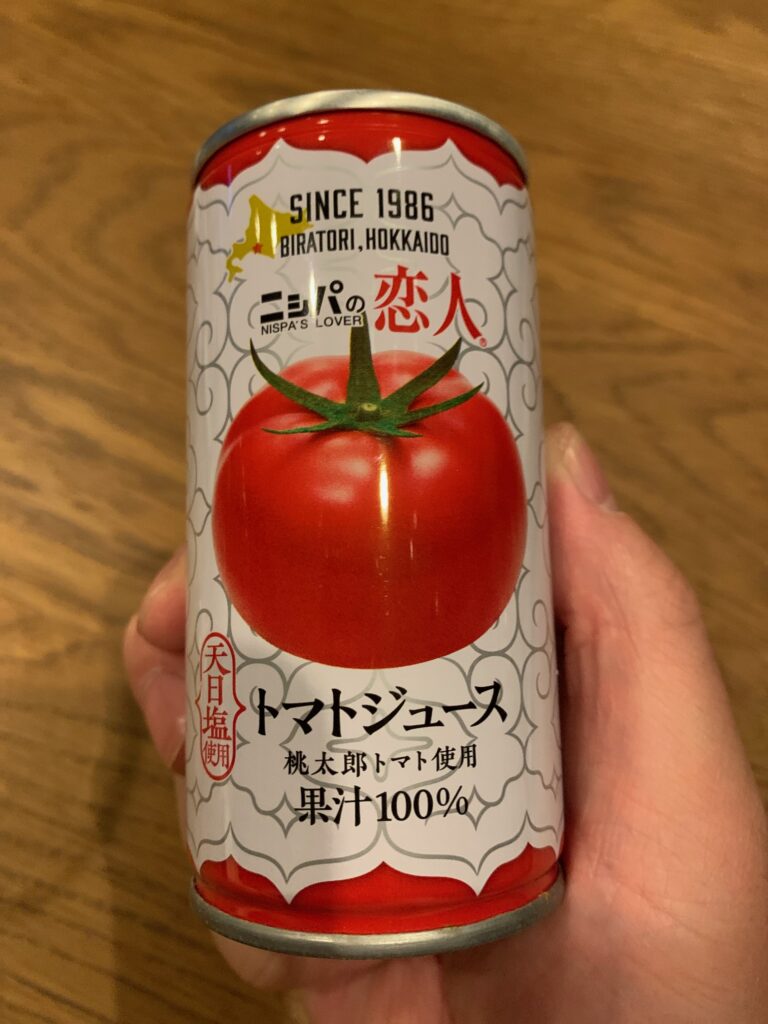 SINCE 1986
BIRATORI, HOKKAIDO
ニシパの恋人®
NISPA'S LOVER
天日塩使用
トマトジュース
桃太郎トマト使用
果汁100%